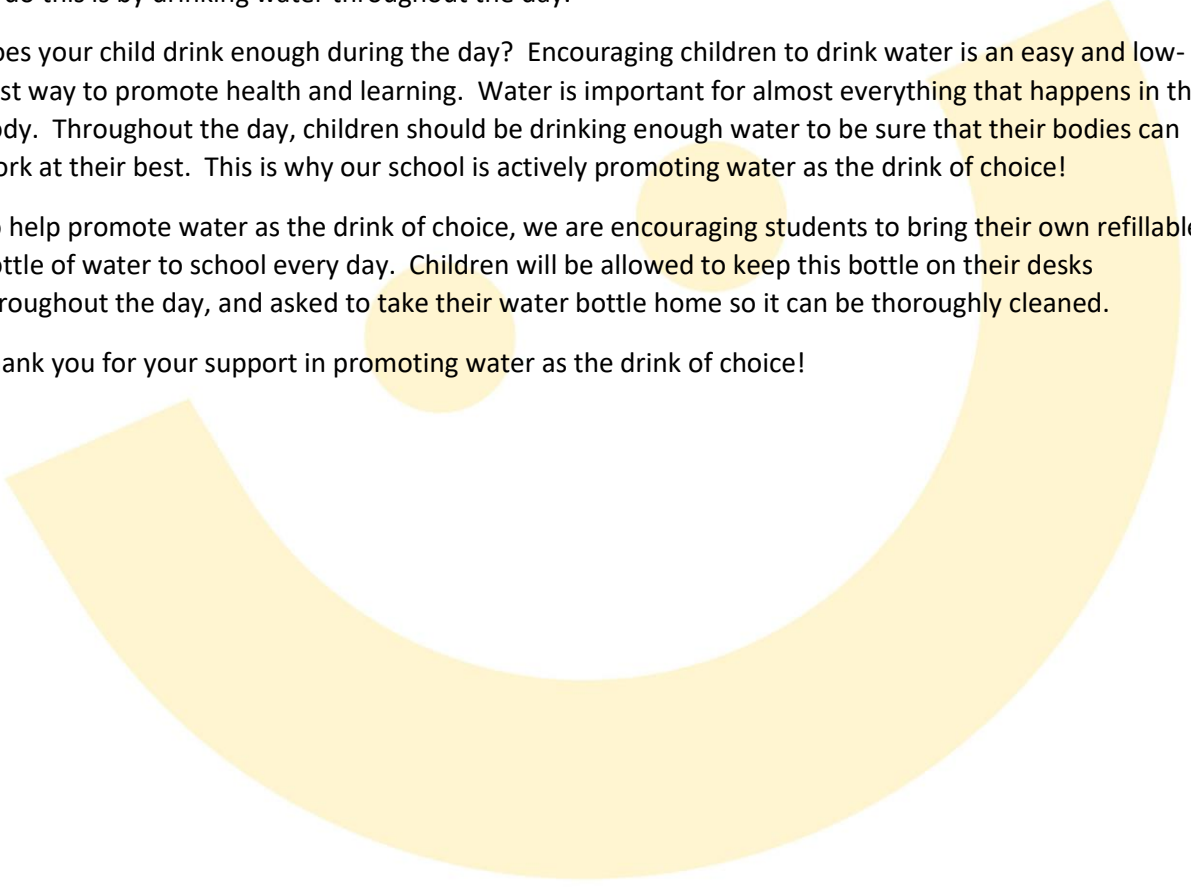 do this is by drinking water throughout the day.
oes your child drink enough during the day?  Encouraging children to drink water is an easy and low-
st way to promote health and learning.  Water is important for almost everything that happens in th
ody.  Throughout the day, children should be drinking enough water to be sure that their bodies can
ork at their best.  This is why our school is actively promoting water as the drink of choice!
o help promote water as the drink of choice, we are encouraging students to bring their own refillable
ottle of water to school every day.  Children will be allowed to keep this bottle on their desks
roughout the day, and asked to take their water bottle home so it can be thoroughly cleaned.
ank you for your support in promoting water as the drink of choice!